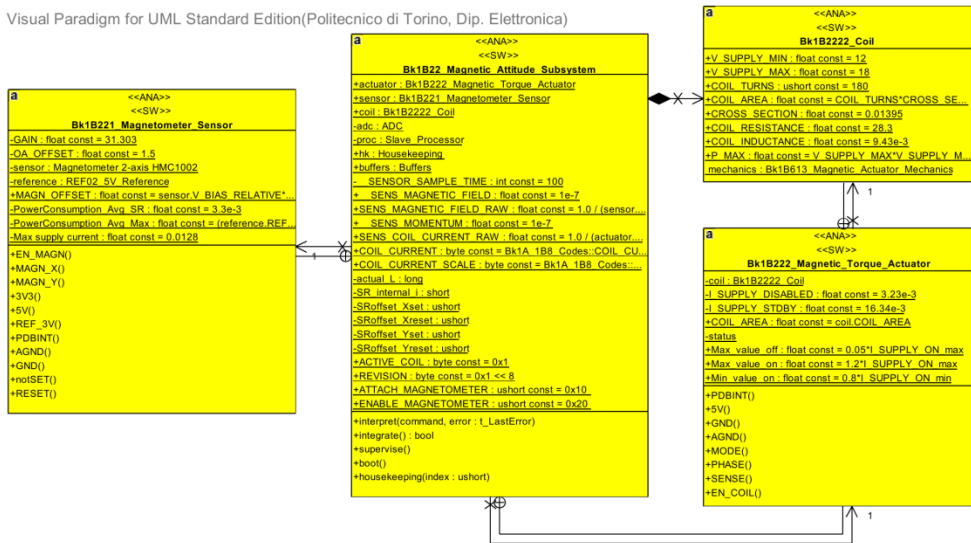 Visual Paradigm for UML Standard Edition(Politecnico di Torino, Dip. Elettronica)
a
<<ANA>>
<<SW>>
Bk1B221_Magnetometer_Sensor
-GAIN : float const = 31.303
-OA_OFFSET : float const = 1.5
-sensor : Magnetometer 2-axis HMC1002
-reference : REF02_5V_Reference
+MAGN_OFFSET : float const = sensor.V_BIAS_RELATIVE*...
-PowerConsumption_Avg_SR : float const = 3.3e-3
-PowerConsumption_Avg_Max : float const = (reference.REF...
-Max supply current : float const = 0.0128
+EN_MAGN()
+MAGN_X()
+MAGN_Y()
+3V3()
+5V()
+REF_3V()
+PDBINT()
+AGND()
+GND()
+notSET()
+RESET()
1
a
<<ANA>>
<<SW>>
Bk1B22_Magnetic_Attitude_Subsystem
+actuator : Bk1B222_Magnetic_Torque_Actuator
+sensor : Bk1B221_Magnetometer_Sensor
+coil : Bk1B2222_Coil
-adc : ADC
-proc : Slave_Processor
+hk : Housekeeping
+buffers : Buffers
-__SENSOR_SAMPLE_TIME : int const = 100
+__SENS_MAGNETIC_FIELD : float const = 1e-7
+SENS_MAGNETIC_FIELD_RAW : float const = 1.0 / (sensor....
+__SENS_MOMENTUM : float const = 1e-7
+SENS_COIL_CURRENT_RAW : float const = 1.0 / (actuator....
+COIL_CURRENT : byte const = Bk1A_1B8_Codes::COIL_CU...
+COIL_CURRENT_SCALE : byte const = Bk1A_1B8_Codes::...
-actual_L : long
-SR_internal_i : short
-SRoffset_Xset : ushort
-SRoffset_Xreset : ushort
-SRoffset_Yset : ushort
-SRoffset_Yreset : ushort
+ACTIVE_COIL : byte const = 0x1
+REVISION : byte const = 0x1 << 8
+ATTACH_MAGNETOMETER : ushort const = 0x10
+ENABLE_MAGNETOMETER : ushort const = 0x20
+interpret(command, error : t_LastError)
+integrate() : bool
+supervise()
+boot()
+housekeeping(index : ushort)
a
<<ANA>>
<<SW>>
Bk1B2222_Coil
+V_SUPPLY_MIN : float const = 12
+V_SUPPLY_MAX : float const = 18
+COIL_TURNS : ushort const = 180
+COIL_AREA : float const = COIL_TURNS*CROSS_SE...
+CROSS_SECTION : float const = 0.01395
+COIL_RESISTANCE : float const = 28.3
+COIL_INDUCTANCE : float const = 9.43e-3
+P_MAX : float const = V_SUPPLY_MAX*V_SUPPLY_M...
mechanics : Bk1B613_Magnetic_Actuator_Mechanics
1
a
<<ANA>>
<<SW>>
Bk1B222_Magnetic_Torque_Actuator
-coil : Bk1B2222_Coil
-I_SUPPLY_DISABLED : float const = 3.23e-3
-I_SUPPLY_STDBY : float const = 16.34e-3
+COIL_AREA : float const = coil.COIL_AREA
-status
+Max_value_off : float const = 0.05*I_SUPPLY_ON_max
+Max_value_on : float const = 1.2*I_SUPPLY_ON_max
+Min_value_on : float const = 0.8*I_SUPPLY_ON_min
+PDBINT()
+5V()
+GND()
+AGND()
+MODE()
+PHASE()
+SENSE()
+EN_COIL()
1